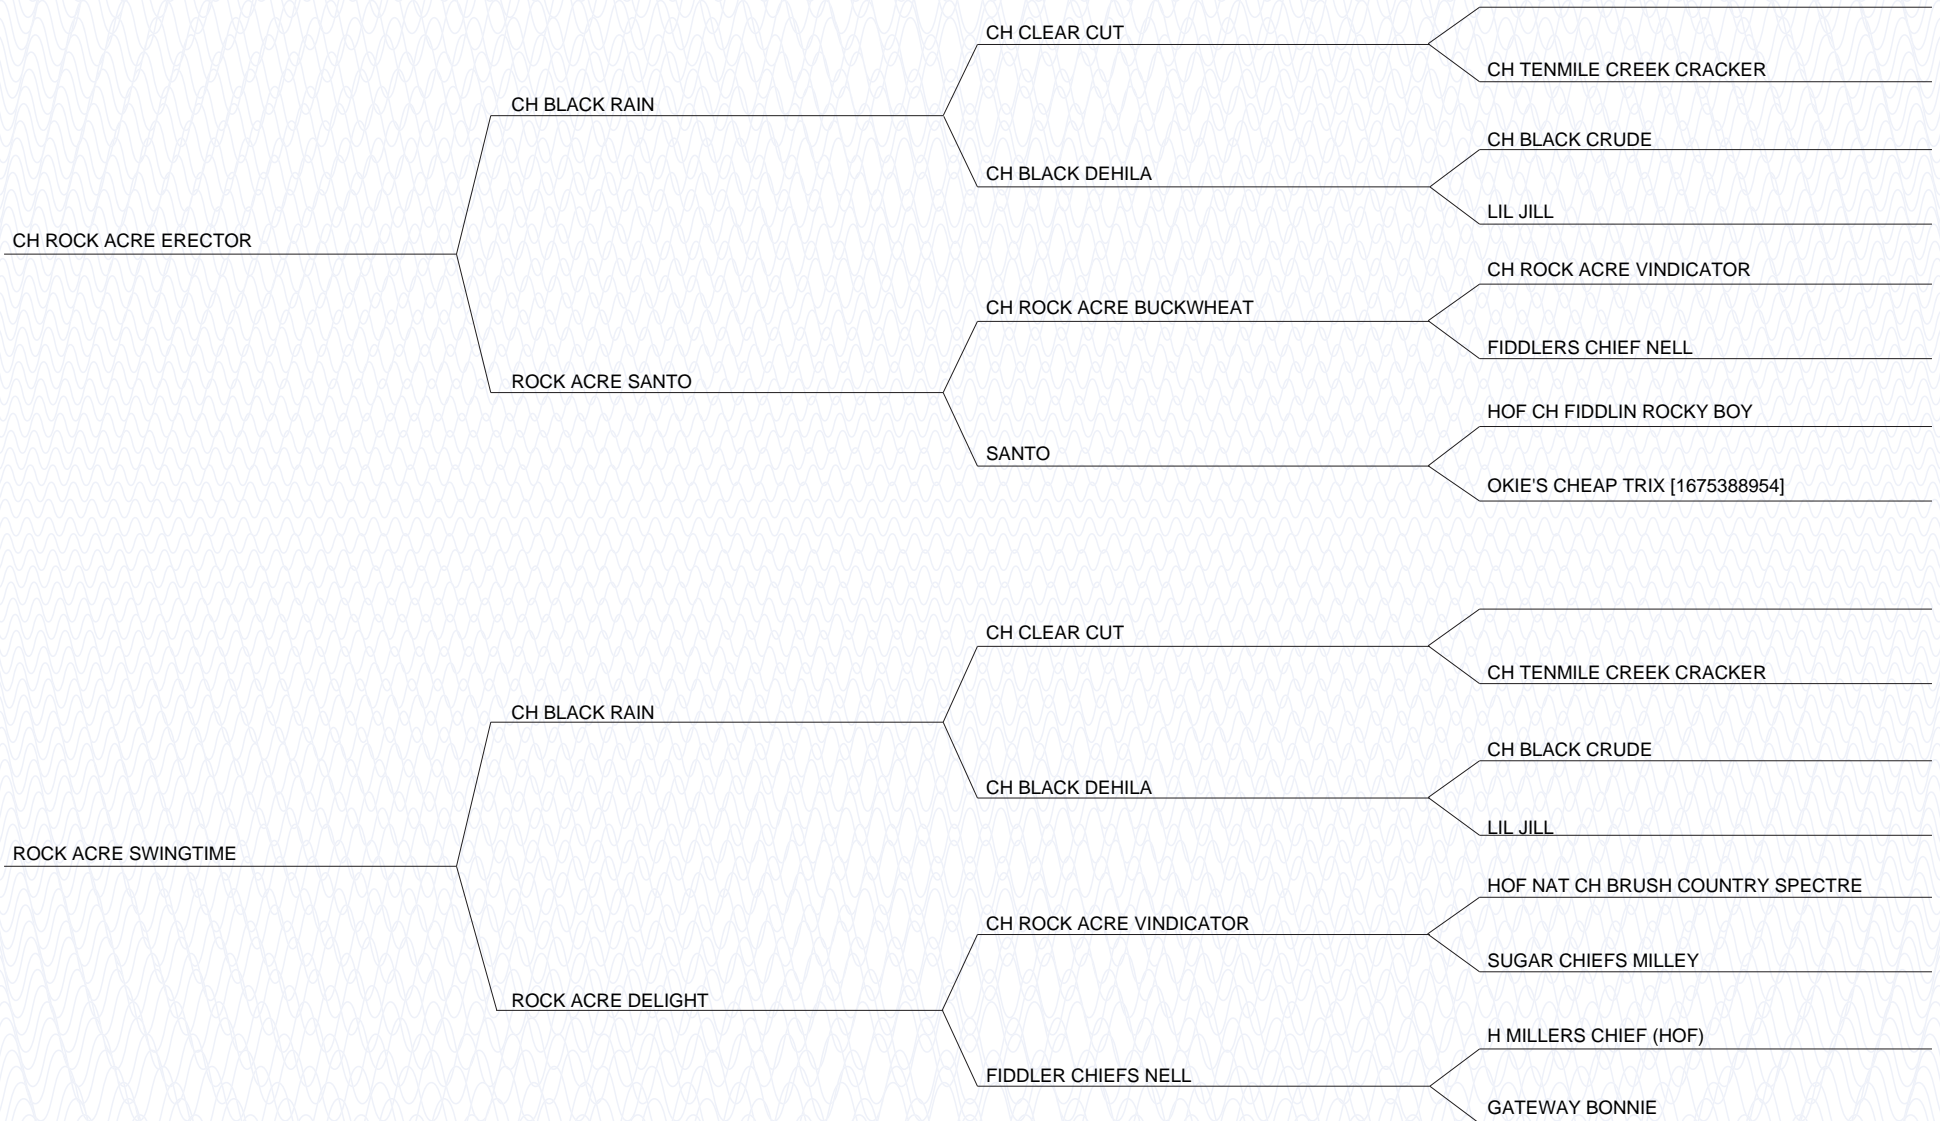 CH CLEAR CUT
CH TENMILE CREEK CRACKER
CH BLACK RAIN
CH BLACK CRUDE
CH BLACK DEHILA
LIL JILL
CH ROCK ACRE ERECTOR
CH ROCK ACRE VINDICATOR
CH ROCK ACRE BUCKWHEAT
FIDDLERS CHIEF NELL
ROCK ACRE SANTO
HOF CH FIDDLIN ROCKY BOY
SANTO
OKIE'S CHEAP TRIX [1675388954]
CH CLEAR CUT
CH TENMILE CREEK CRACKER
CH BLACK RAIN
CH BLACK CRUDE
CH BLACK DEHILA
LIL JILL
ROCK ACRE SWINGTIME
HOF NAT CH BRUSH COUNTRY SPECTRE
CH ROCK ACRE VINDICATOR
SUGAR CHIEFS MILLEY
ROCK ACRE DELIGHT
H MILLERS CHIEF (HOF)
FIDDLER CHIEFS NELL
GATEWAY BONNIE